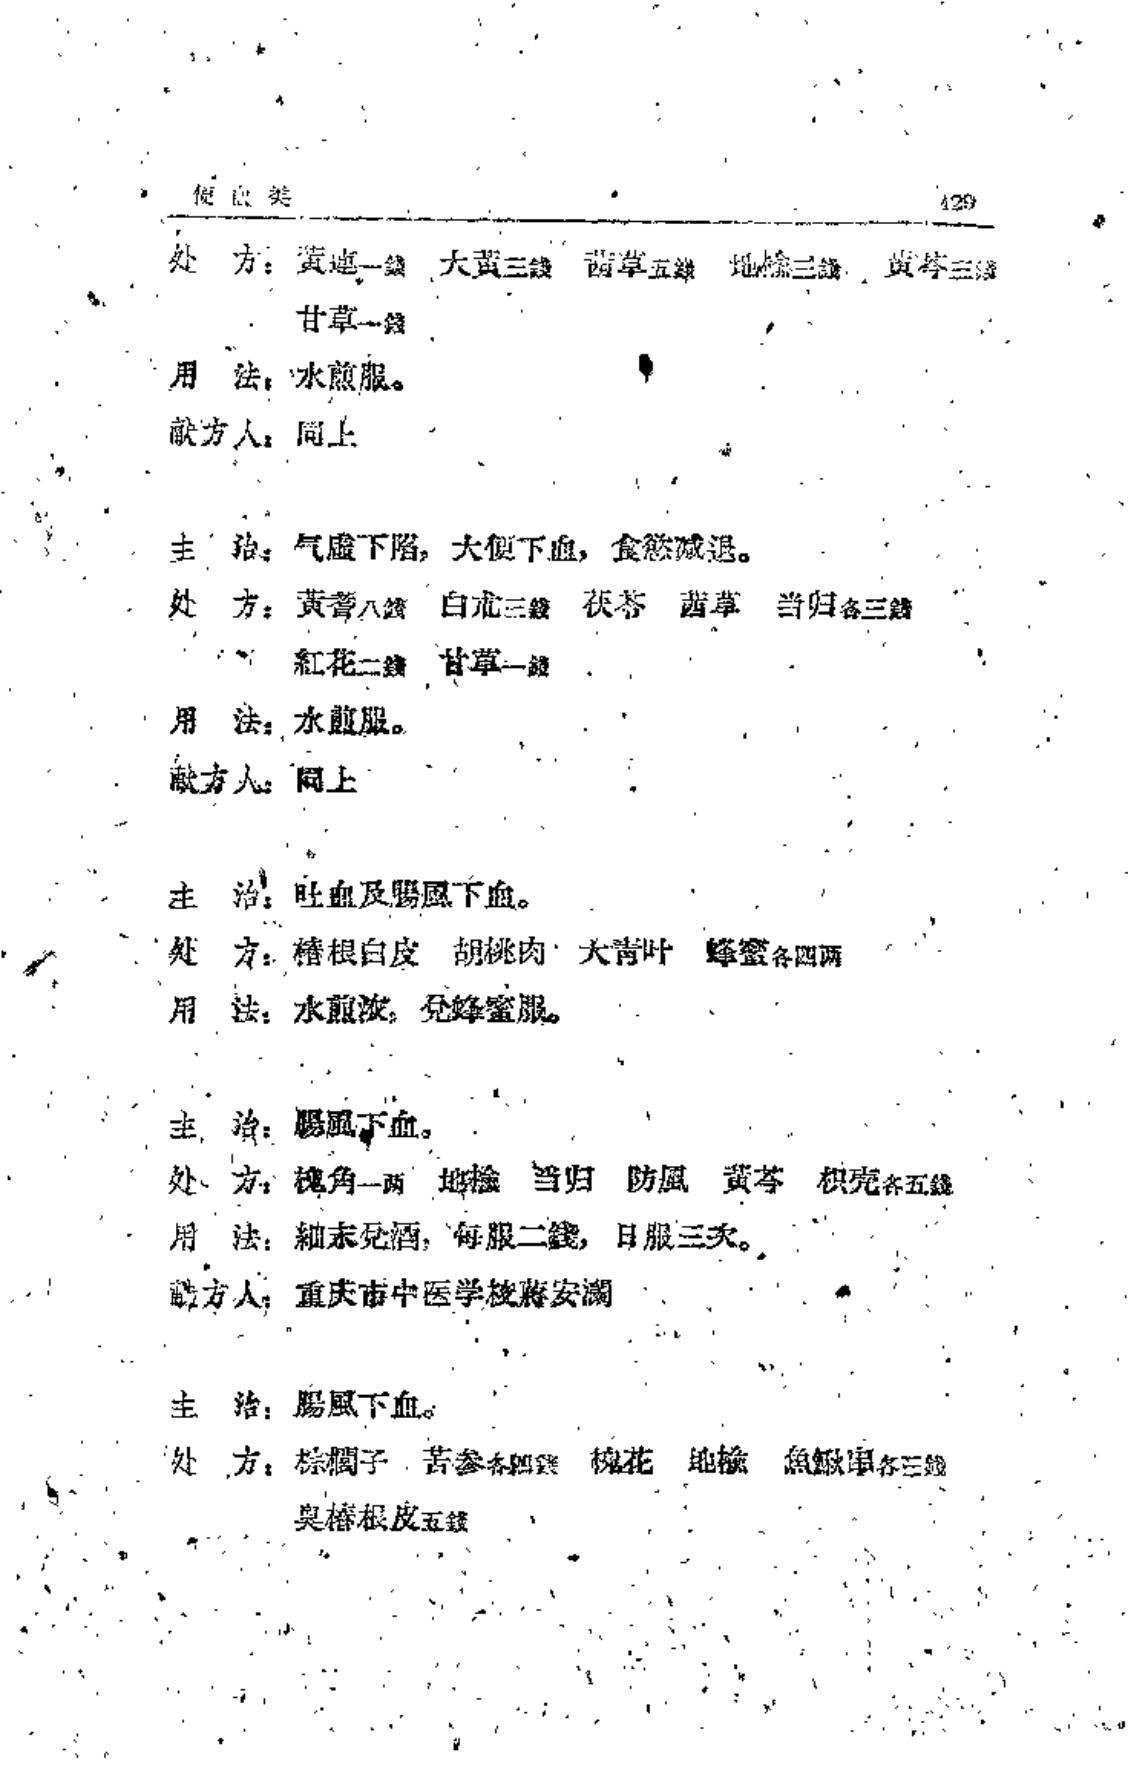 便血类 429
处　方：黃連一錢　大黃三錢　茜草五錢　地榆三錢　黃芩三錢
甘草一錢
用　法：水煎服。
献方人：同上
主　治：气虛下陷，大便下血，食慾減退。
处　方：黃蓍八錢　白朮三錢　茯苓　茜草　当归各三錢
紅花二錢　甘草一錢
用　法：水煎服。
献方人：同上
主　治：吐血及腸風下血。
处　方：椿根白皮　胡桃肉　大青叶　蜂蜜各四两
用　法：水煎浓，兌蜂蜜服。
主　治：腸風下血。
处　方：槐角一两　地榆　当归　防風　黃芩　枳壳各五錢
用　法：細末兌酒，每服二錢，日服三次。
献方人：重庆市中医学校蔣安瀾
主　治：腸風下血。
处　方：棕櫚子　苦参各四錢　槐花　地榆　魚鰍串各三錢
臭椿根皮五錢